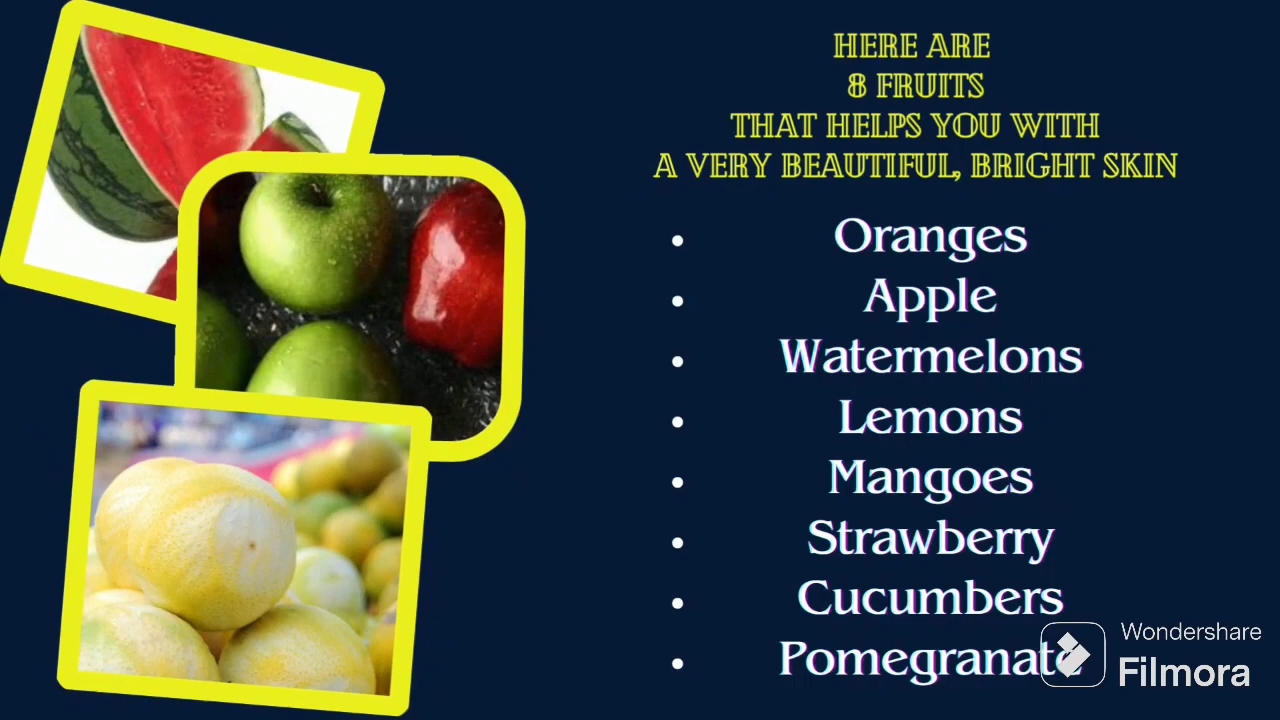 HERE ARE
8 FRUITS
THAT HELPS YOU WITH
A VERY BEAUTIFUL, BRIGHT SKIN
• Oranges
• Apple
• Watermelons
• Lemons
• Mangoes
• Strawberry
• Cucumbers
• Pomegranate
Wondershare
Filmora